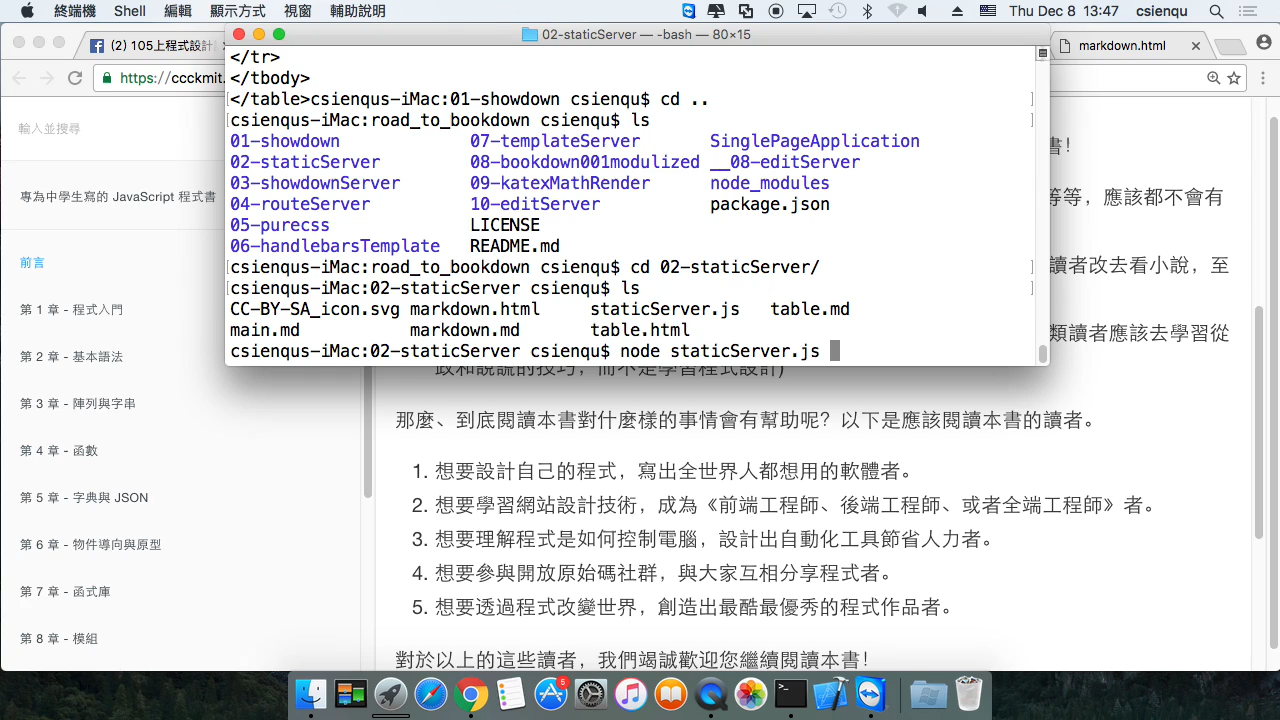 終端機 Shell 編輯 顯示方式 視窗 輔助說明 Thu Dec 8 13:47 csienqu
(2) 105上程式設計
02-staticServer — -bash — 80×15
markdown.html
https://ccckmit.
</tr>
</tbody>
</table>csienqus-iMac:01-showdown csienqu$ cd ..
csienqus-iMac:road_to_bookdown csienqu$ ls
01-showdown 07-templateServer SinglePageApplication
02-staticServer 08-bookdown001modulized __08-editServer
03-showdownServer 09-katexMathRender node_modules
04-routeServer 10-editServer package.json
05-purecss LICENSE
06-handlebarsTemplate README.md
csienqus-iMac:road_to_bookdown csienqu$ cd 02-staticServer/
csienqus-iMac:02-staticServer csienqu$ ls
CC-BY-SA_icon.svg markdown.html staticServer.js table.md
main.md markdown.md table.html
csienqus-iMac:02-staticServer csienqu$ node staticServer.js
輸入並搜尋
專為中學生寫的 JavaScript 程式書
前言
第 1 章 - 程式入門
第 2 章 - 基本語法
第 3 章 - 陣列與字串
第 4 章 - 函數
第 5 章 - 字典與 JSON
第 6 章 - 物件導向與原型
第 7 章 - 函式庫
第 8 章 - 模組
書！
等等，應該都不會有
讀者改去看小說，至
類讀者應該去學習從
政和說謊的技巧，而不是學習程式設計)
那麼、到底閱讀本書對什麼樣的事情會有幫助呢？以下是應該閱讀本書的讀者。
1. 想要設計自己的程式，寫出全世界人都想用的軟體者。
2. 想要學習網站設計技術，成為《前端工程師、後端工程師、或者全端工程師》者。
3. 想要理解程式是如何控制電腦，設計出自動化工具節省人力者。
4. 想要參與開放原始碼社群，與大家互相分享程式者。
5. 想要透過程式改變世界，創造出最酷最優秀的程式作品者。
對於以上的這些讀者，我們竭誠歡迎您繼續閱讀本書！
5